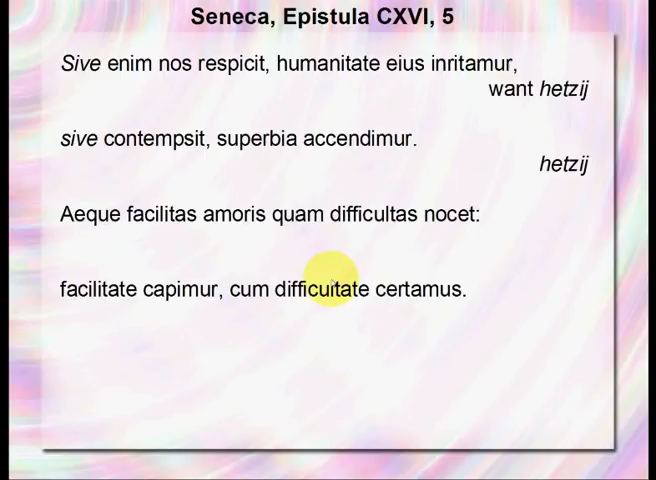 Seneca, Epistula CXVI, 5
Sive enim nos respicit, humanitate eius inritamur,
want hetzij
sive contempsit, superbia accendimur.
hetzij
Aeque facilitas amoris quam difficultas nocet:
facilitate capimur, cum difficultate certamus.